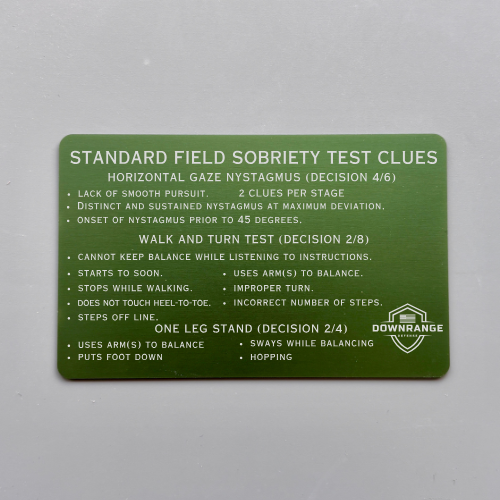 STANDARD FIELD SOBRIETY TEST CLUES
HORIZONTAL GAZE NYSTAGMUS (DECISION 4/6)
• LACK OF SMOOTH PURSUIT. 2 CLUES PER STAGE
• DISTINCT AND SUSTAINED NYSTAGMUS AT MAXIMUM DEVIATION.
• ONSET OF NYSTAGMUS PRIOR TO 45 DEGREES.
WALK AND TURN TEST (DECISION 2/8)
• CANNOT KEEP BALANCE WHILE LISTENING TO INSTRUCTIONS.
• STARTS TO SOON. • USES ARM(S) TO BALANCE.
• STOPS WHILE WALKING. • IMPROPER TURN.
• DOES NOT TOUCH HEEL-TO-TOE. • INCORRECT NUMBER OF STEPS.
• STEPS OFF LINE.
ONE LEG STAND (DECISION 2/4)
• USES ARM(S) TO BALANCE • SWAYS WHILE BALANCING
• PUTS FOOT DOWN • HOPPING
DOWNRANGE
DEFENSE